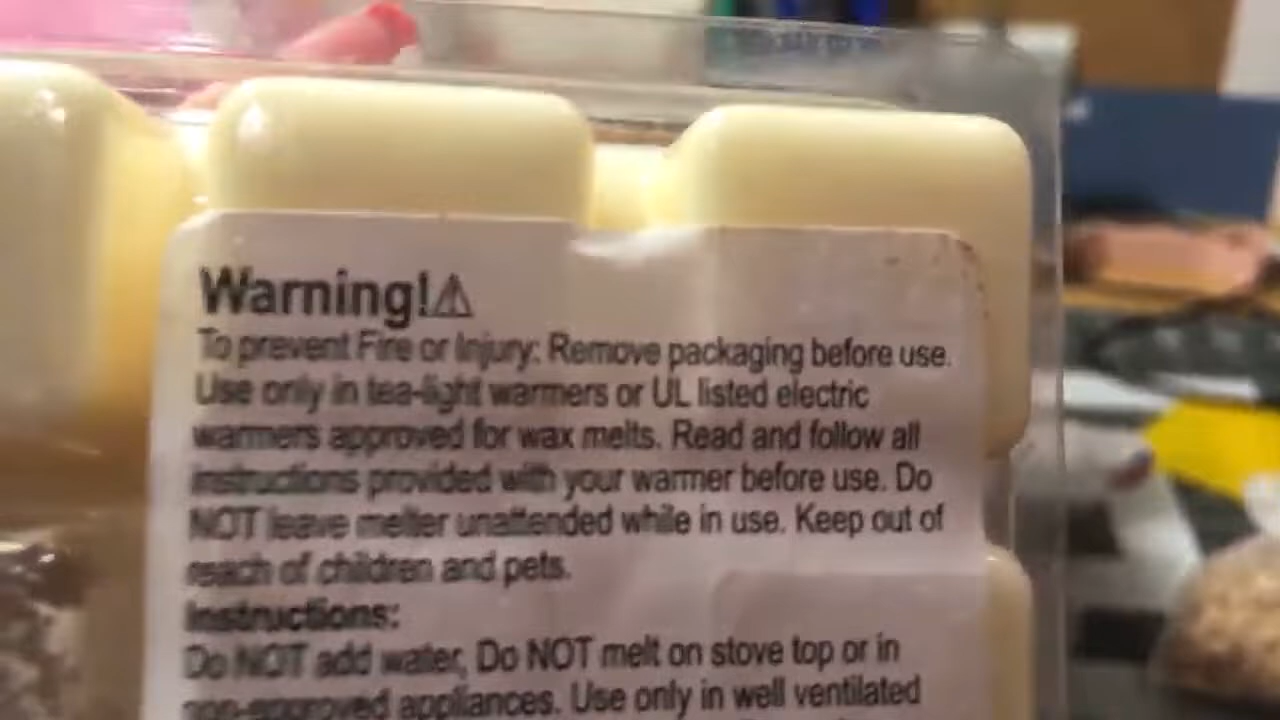 Warning!⚠
To prevent Fire or Injury: Remove packaging before use.
Use only in tea-light warmers or UL listed electric
warmers approved for wax melts. Read and follow all
instructions provided with your warmer before use. Do
NOT leave melter unattended while in use. Keep out of
reach of children and pets.
Instructions:
Do NOT add water, Do NOT melt on stove top or in
non-approved appliances. Use only in well ventilated